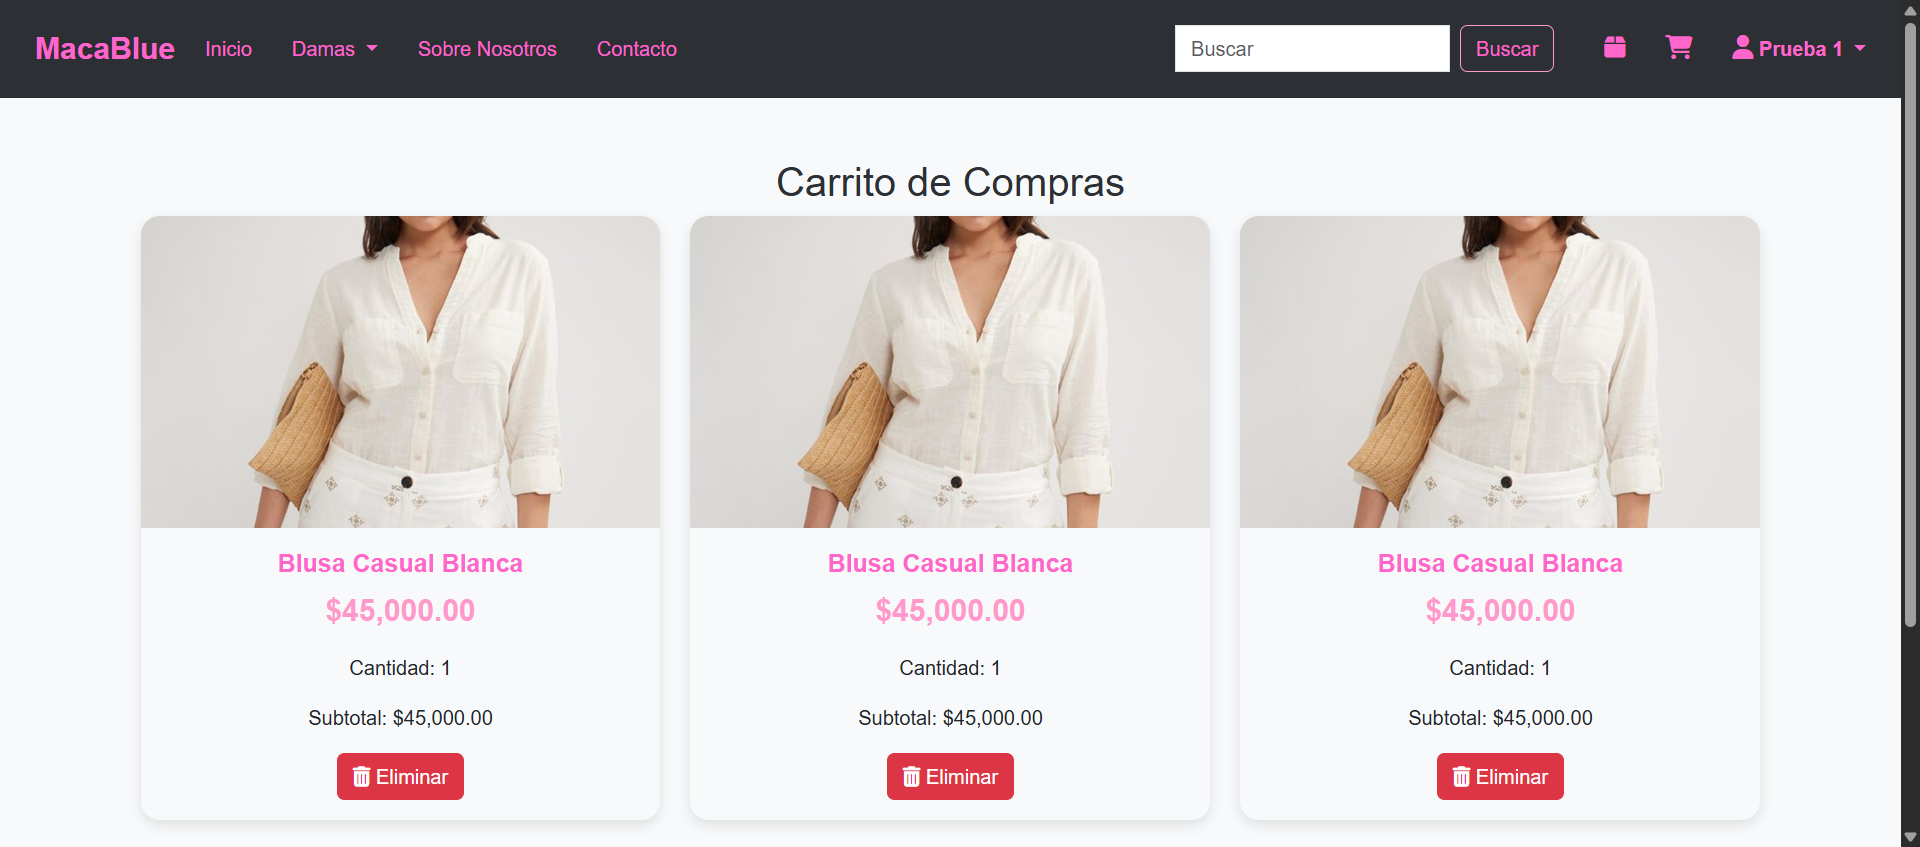 MacaBlue Inicio Damas Sobre Nosotros Contacto Buscar Buscar Prueba 1
Carrito de Compras
Blusa Casual Blanca
$45,000.00
Cantidad: 1
Subtotal: $45,000.00
Eliminar
Blusa Casual Blanca
$45,000.00
Cantidad: 1
Subtotal: $45,000.00
Eliminar
Blusa Casual Blanca
$45,000.00
Cantidad: 1
Subtotal: $45,000.00
Eliminar